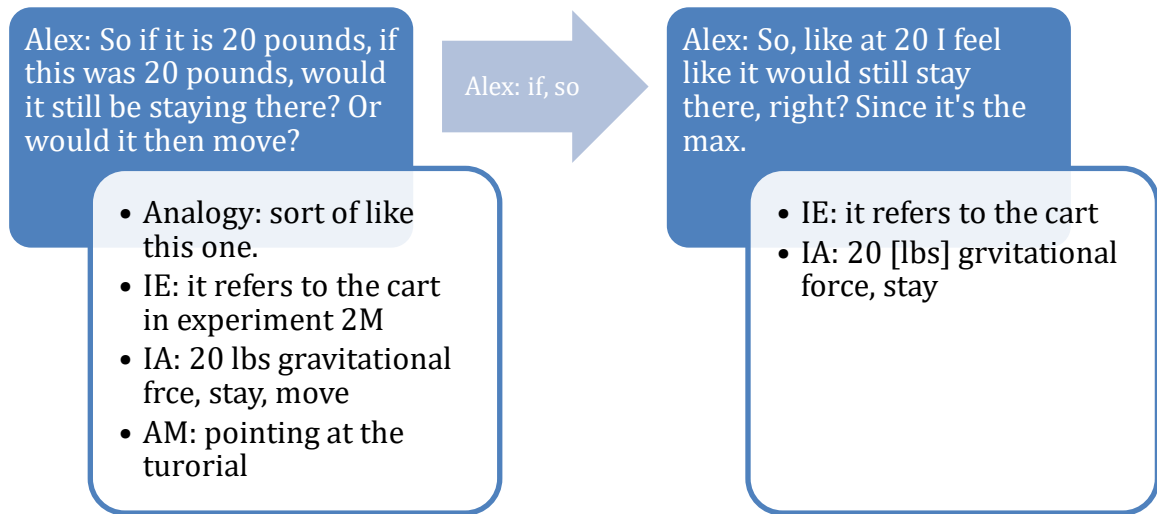 Alex: So if it is 20 pounds, if
this was 20 pounds, would
it still be staying there? Or
would it then move?
• Analogy: sort of like
this one.
• IE: it refers to the cart
in experiment 2M
• IA: 20 lbs gravitational
frce, stay, move
• AM: pointing at the
turorial
Alex: if, so
Alex: So, like at 20 I feel
like it would still stay
there, right? Since it's the
max.
• IE: it refers to the cart
• IA: 20 [lbs] grvitational
force, stay